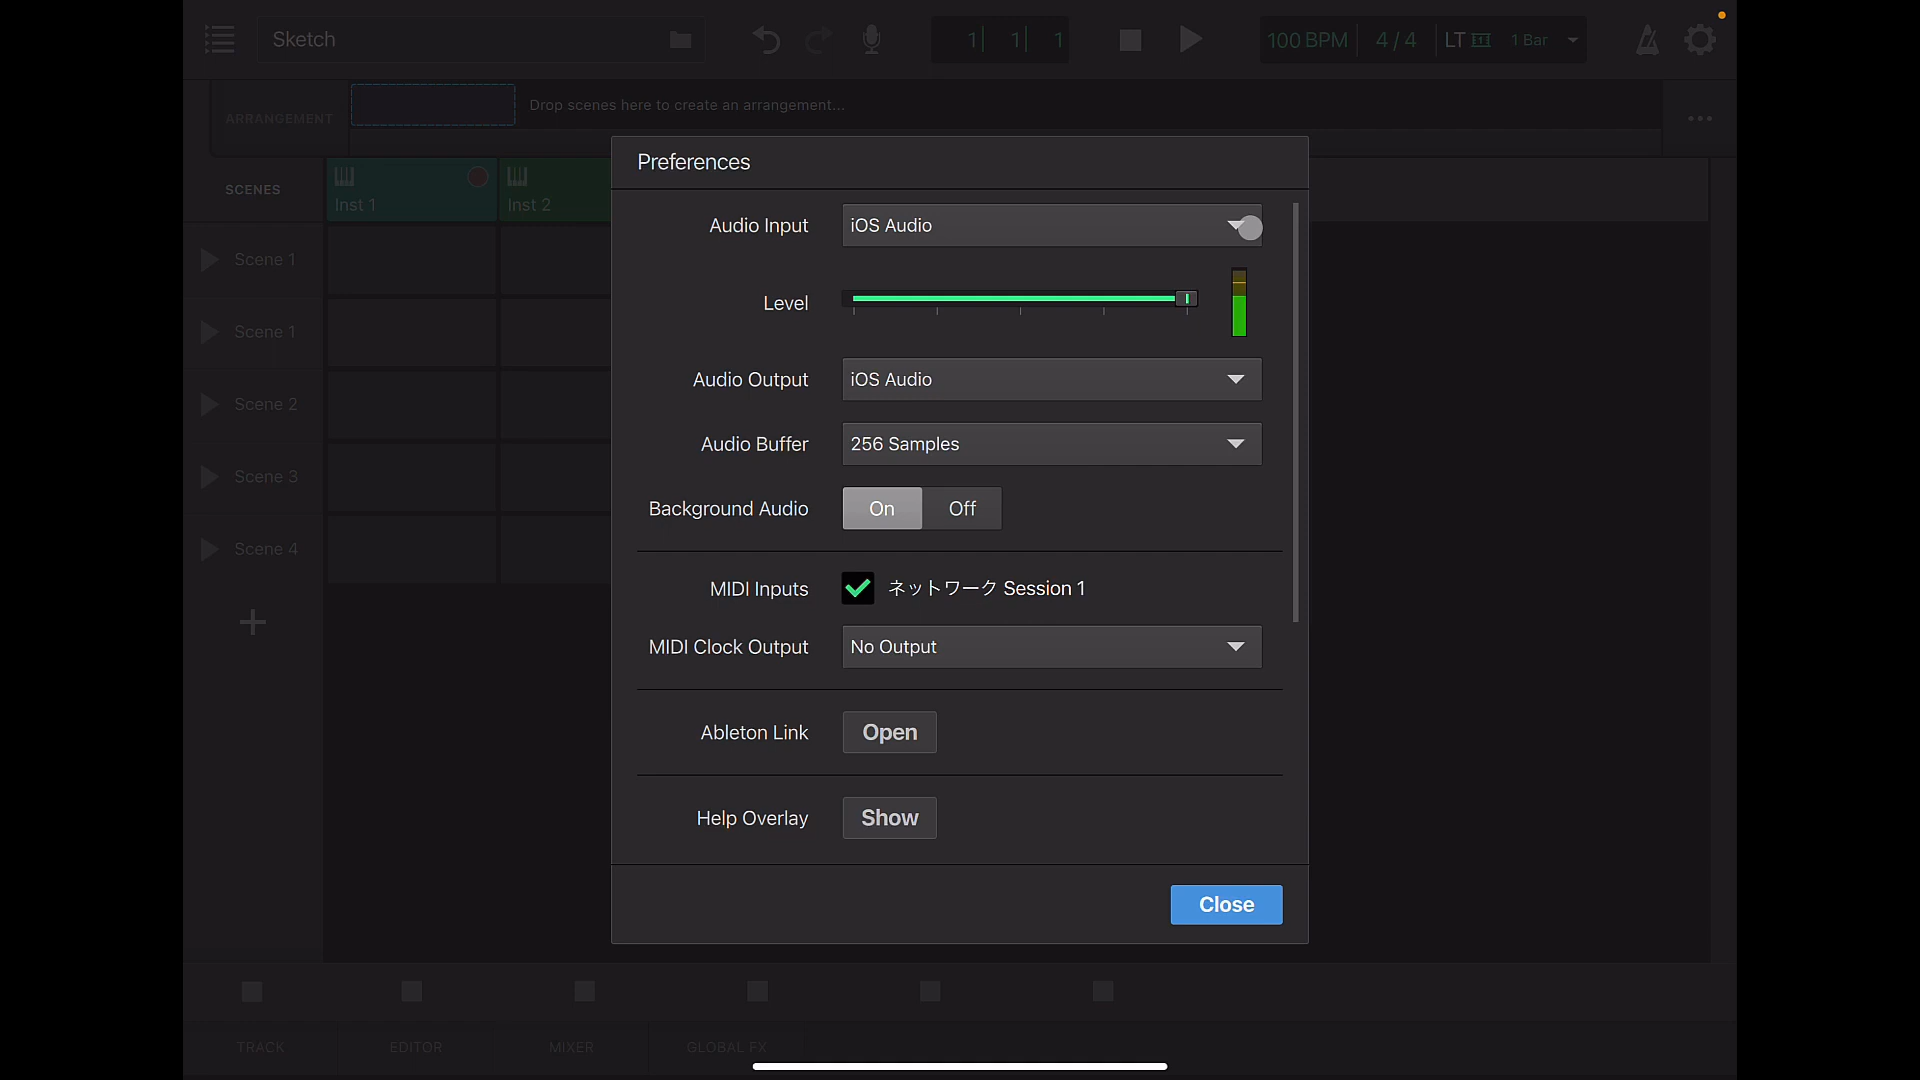 Sketch
1 1 1
100 BPM 4 / 4 LT 1 Bar
ARRANGEMENT
Drop scenes here to create an arrangement...
SCENES
Inst 1
Inst 2
Scene 1
Scene 1
Scene 2
Scene 3
Scene 4
Preferences
Audio Input iOS Audio
Level
Audio Output iOS Audio
Audio Buffer 256 Samples
Background Audio On Off
MIDI Inputs ネットワーク Session 1
MIDI Clock Output No Output
Ableton Link Open
Help Overlay Show
Close
TRACK EDITOR MIXER GLOBAL FX